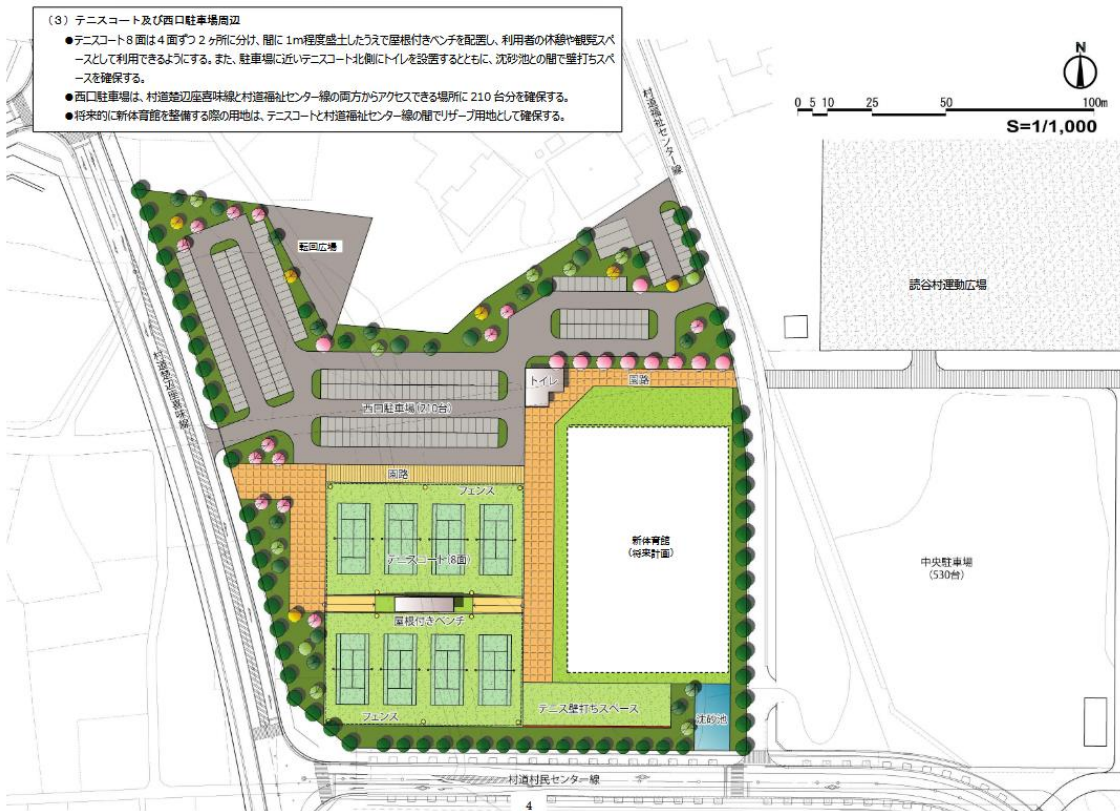 (3) テニスコート及び西口駐車場周辺
●テニスコート8面は4面ずつ2ヶ所に分け、間に1m程度盛土したうえで屋根付きベンチを配置し、利用者の休憩や観覧スペ
ースとして利用できるようにする。また、駐車場に近いテニスコート北側にトイレを設置するとともに、沈砂池との間で壁打ちスペ
ースを確保する。
●西口駐車場は、村道楚辺座喜味線と村道福祉センター線の両方からアクセスできる場所に210台分を確保する。
●将来的に新体育館を整備する際の用地は、テニスコートと村道福祉センター線の間でリザーブ用地として確保する。
N
0 5 10 25 50 100m
S=1/1,000
村道福祉センター線
転回広場
読谷村運動広場
村道楚辺座喜味線
トイレ
園路
西口駐車場(210台)
園路
フェンス
テニスコート(8面)
新体育館
(将来計画)
中央駐車場
(530台)
屋根付きベンチ
テニス壁打ちスペース
沈砂池
フェンス
村道村民センター線
4